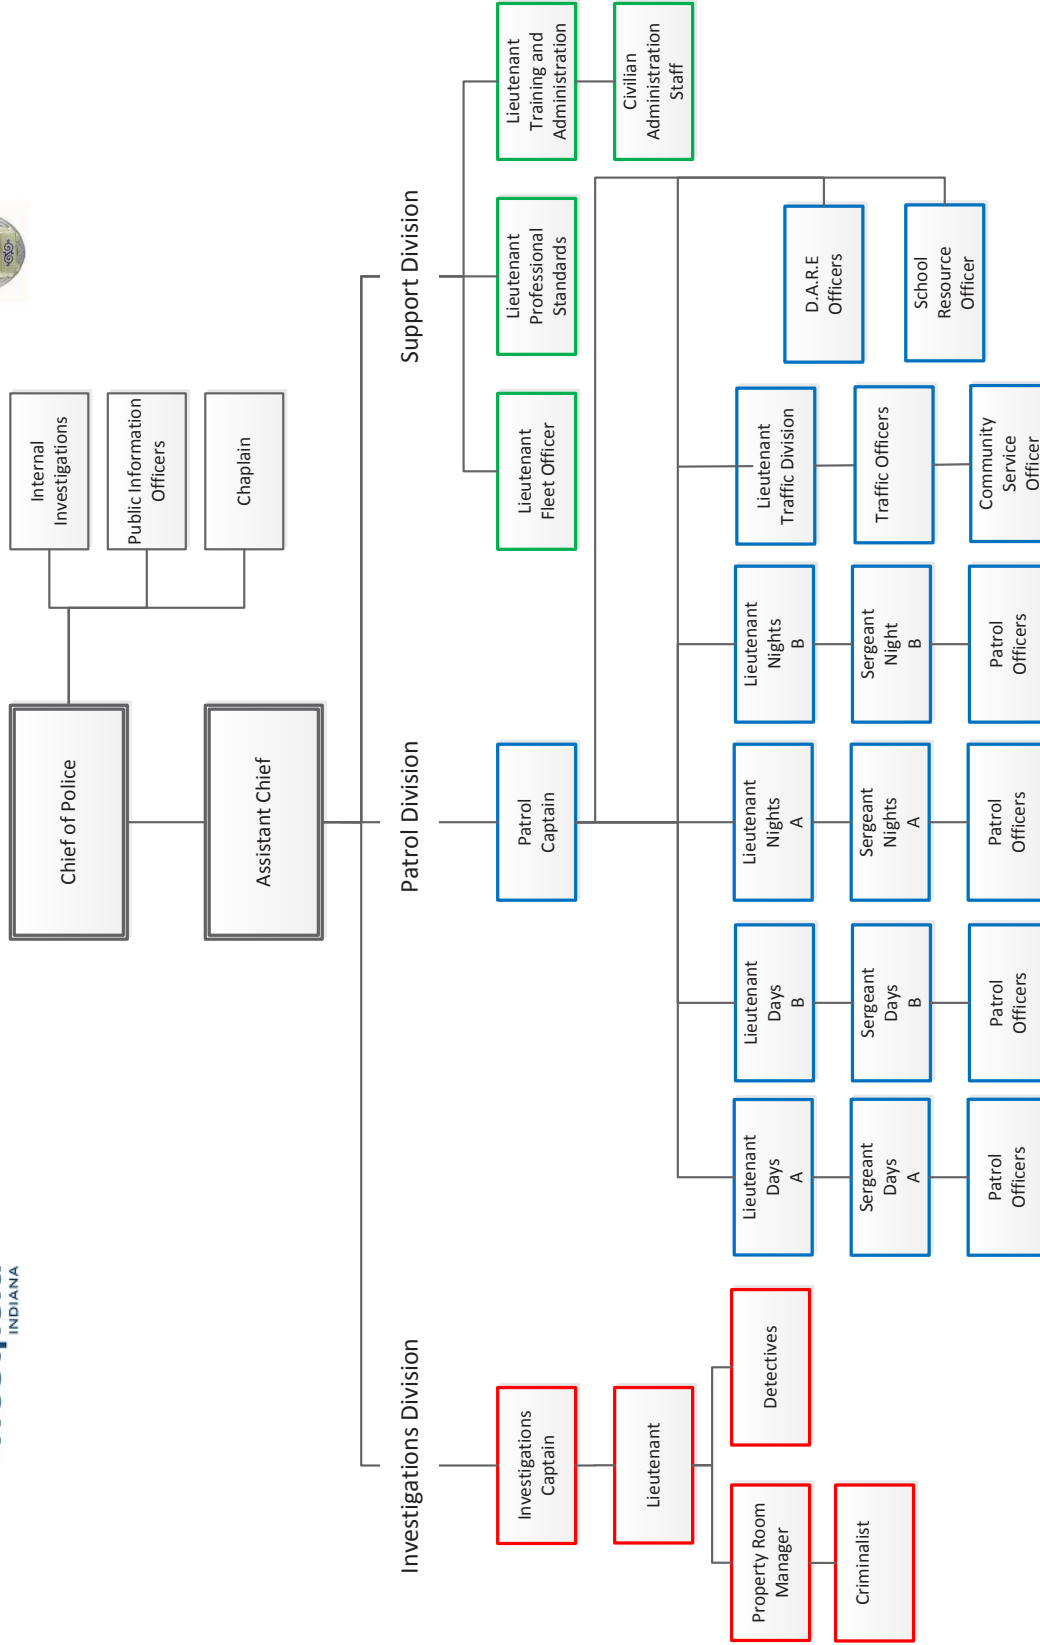 INDIANA
Chief of Police
Internal
Investigations
Public Information
Officers
Chaplain
Assistant Chief
Investigations Division
Patrol Division
Support Division
Investigations
Captain
Lieutenant
Property Room
Manager
Criminalist
Detectives
Patrol
Captain
Lieutenant
Days
A
Sergeant
Days
A
Patrol
Officers
Lieutenant
Days
B
Sergeant
Days
B
Patrol
Officers
Lieutenant
Nights
A
Sergeant
Nights
A
Patrol
Officers
Lieutenant
Nights
B
Sergeant
Night
B
Patrol
Officers
Lieutenant
Traffic Division
Traffic Officers
Community
Service
Officer
D.A.R.E
Officers
School
Resource
Officer
Lieutenant
Fleet Officer
Lieutenant
Professional
Standards
Lieutenant
Training and
Administration
Civilian
Administration
Staff